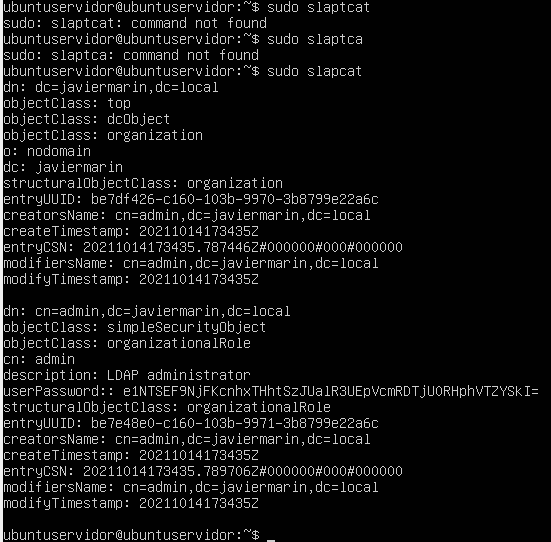 ubuntuservidor@ubuntuservidor:~$ sudo slaptcat
sudo: slaptcat: command not found
ubuntuservidor@ubuntuservidor:~$ sudo slaptca
sudo: slaptca: command not found
ubuntuservidor@ubuntuservidor:~$ sudo slapcat
dn: dc=javiermarin,dc=local
objectClass: top
objectClass: dcObject
objectClass: organization
o: nodomain
dc: javiermarin
structuralObjectClass: organization
entryUUID: be7df426-c160-103b-9970-3b8799e22a6c
creatorsName: cn=admin,dc=javiermarin,dc=local
createTimestamp: 20211014173435Z
entryCSN: 20211014173435.787446Z#000000#000#000000
modifiersName: cn=admin,dc=javiermarin,dc=local
modifyTimestamp: 20211014173435Z
dn: cn=admin,dc=javiermarin,dc=local
objectClass: simpleSecurityObject
objectClass: organizationalRole
cn: admin
description: LDAP administrator
userPassword:: e1NTSEF9NjFKcnhxTHhtSzJUalR3UEpVcmRDTjU0RHphVTZYSkI=
structuralObjectClass: organizationalRole
entryUUID: be7e48e0-c160-103b-9971-3b8799e22a6c
creatorsName: cn=admin,dc=javiermarin,dc=local
createTimestamp: 20211014173435Z
entryCSN: 20211014173435.789706Z#000000#000#000000
modifiersName: cn=admin,dc=javiermarin,dc=local
modifyTimestamp: 20211014173435Z
ubuntuservidor@ubuntuservidor:~$